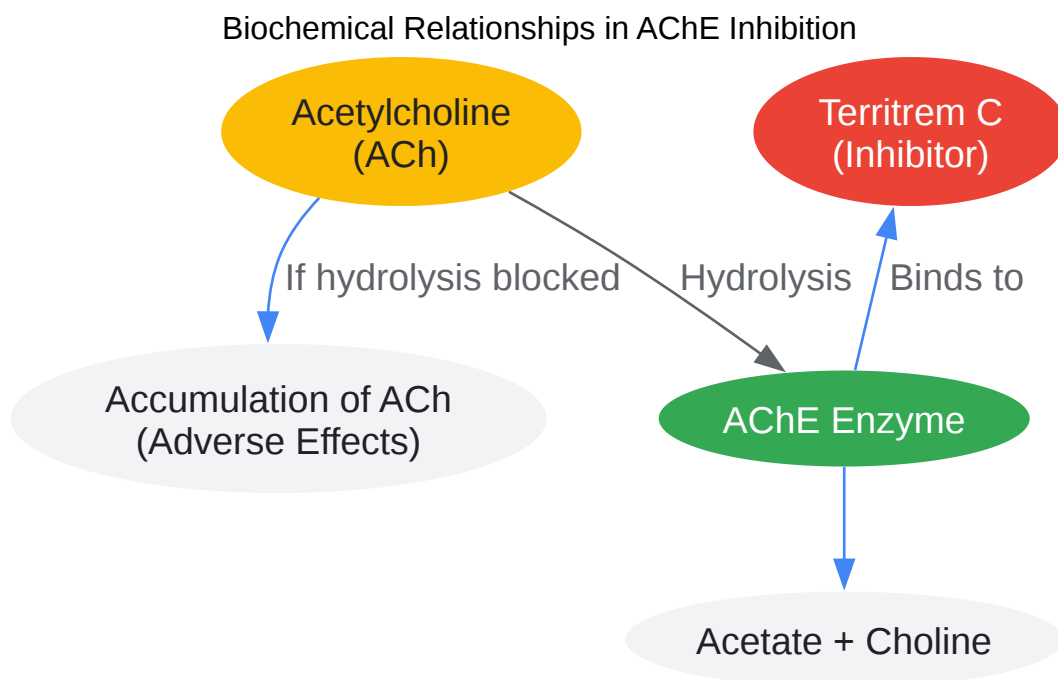 Biochemical Relationships in AChE Inhibition
Acetylcholine
(ACh)
Territrem C
(Inhibitor)
If hydrolysis blocked
Hydrolysis
Binds to
Accumulation of ACh
(Adverse Effects)
AChE Enzyme
Acetate + Choline